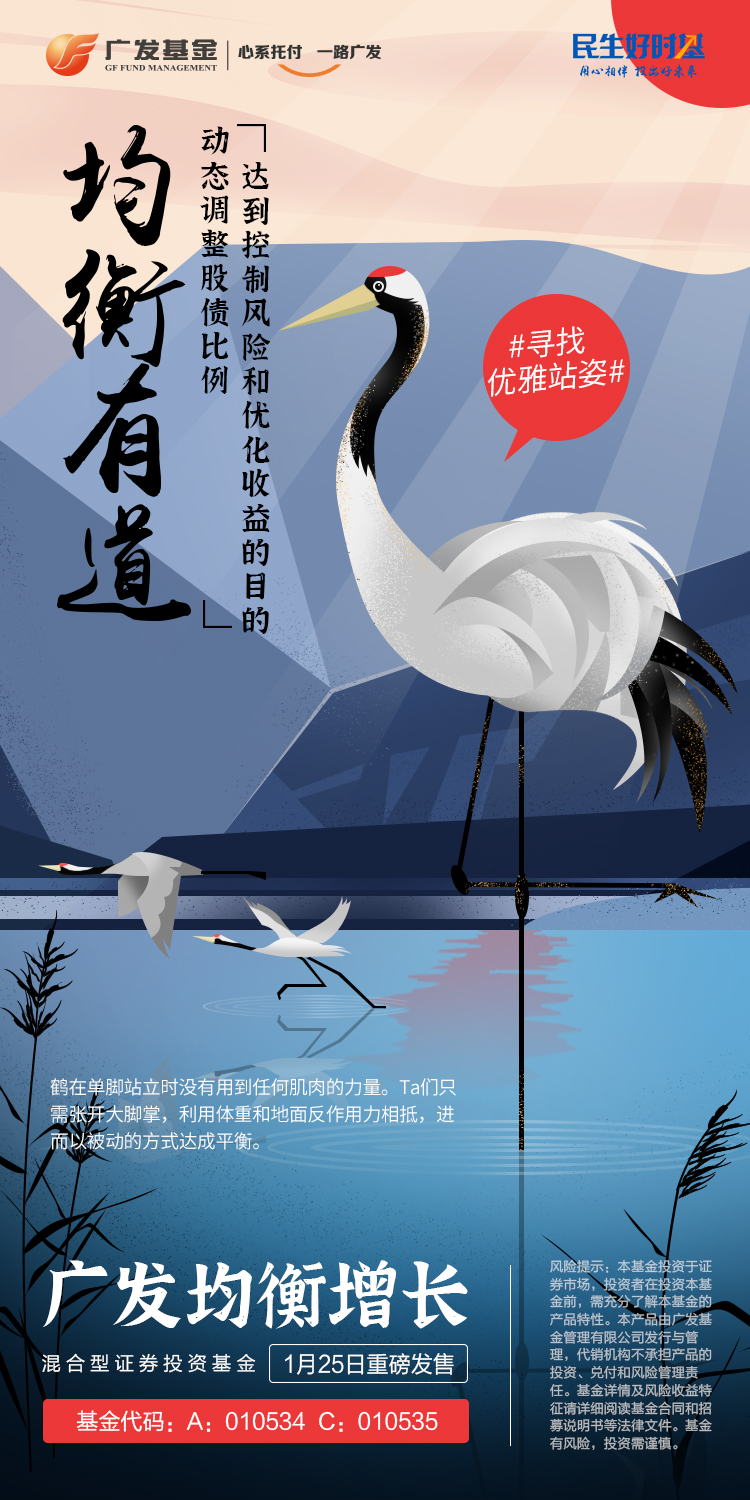 广发基金
GF FUND MANAGEMENT
心系托付 一路广发
民生好时基
用心相伴 投出好未来
均衡有道
动态调整股债比例
达到控制风险和优化收益的目的
#寻找
优雅站姿#
鹤在单脚站立时没有用到任何肌肉的力量。Ta们只
需张开大脚掌，利用体重和地面反作用力相抵，进
而以被动的方式达成平衡。
广发均衡增长
混合型证券投资基金
1月25日重磅发售
基金代码：A：010534 C：010535
风险提示：本基金投资于证
券市场，投资者在投资本基
金前，需充分了解本基金的
产品特性。本产品由广发基
金管理有限公司发行与管
理，代销机构不承担产品的
投资、兑付和风险管理责
任。基金详情及风险收益特
征请详细阅读基金合同和招
募说明书等法律文件。基金
有风险，投资需谨慎。